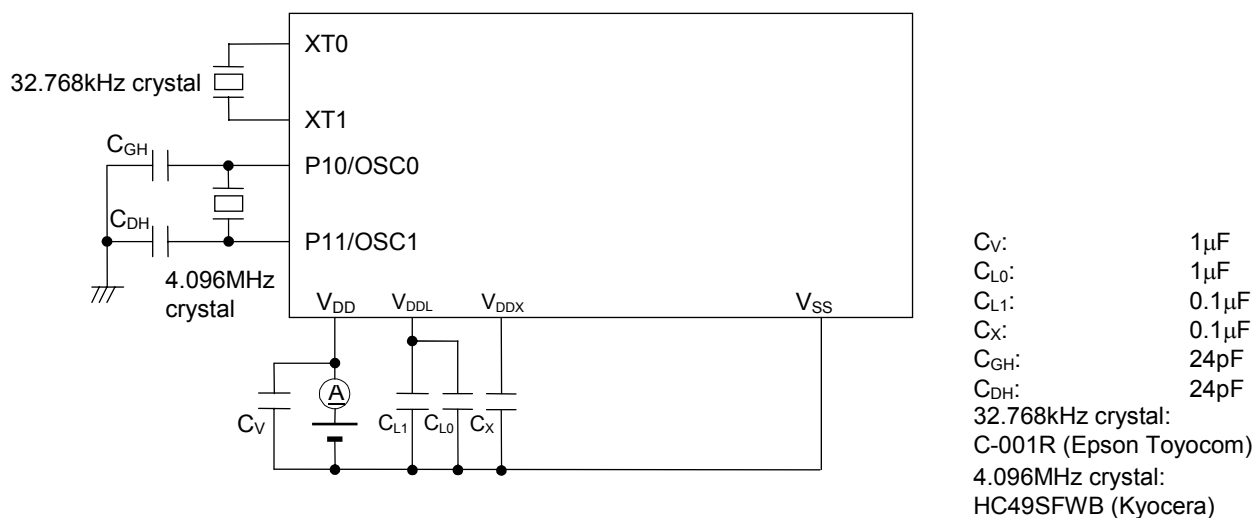 XT0
32.768kHz crystal
XT1
CGH
P10/OSC0
CDH
P11/OSC1
4.096MHz
crystal
VDD
VDDL
VDDX
VSS
A
CV
CL1
CL0
CX
CV: 1μF
CL0: 1μF
CL1: 0.1μF
CX: 0.1μF
CGH: 24pF
CDH: 24pF
32.768kHz crystal:
C-001R (Epson Toyocom)
4.096MHz crystal:
HC49SFWB (Kyocera)